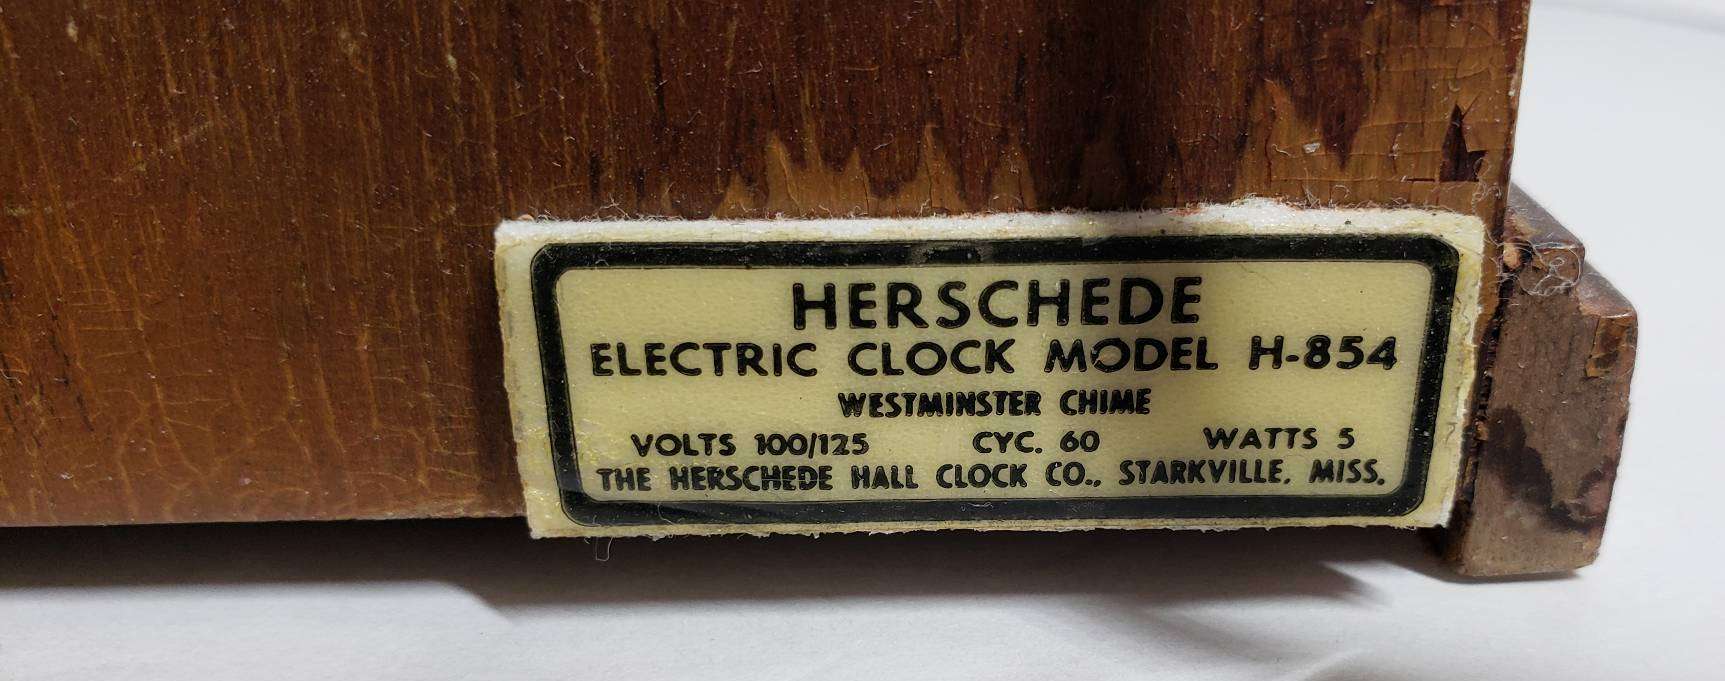 HERSCHEDE
ELECTRIC CLOCK MODEL H-854
WESTMINSTER CHIME
VOLTS 100/125 CYC. 60 WATTS 5
THE HERSCHEDE HALL CLOCK CO., STARKVILLE. MISS.